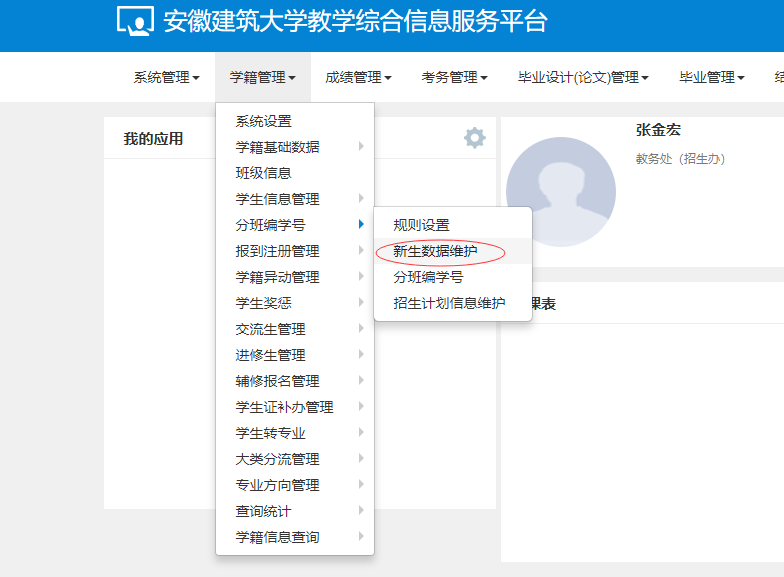 安徽建筑大学教学综合信息服务平台
系统管理 学籍管理 成绩管理 考务管理 毕业设计(论文)管理 毕业管理
我的应用
张金宏
教务处（招生办）
课表
系统设置
学籍基础数据
班级信息
学生信息管理
分班编学号
报到注册管理
学籍异动管理
学生奖惩
交流生管理
进修生管理
辅修报名管理
学生证补办管理
学生转专业
大类分流管理
专业方向管理
查询统计
学籍信息查询
规则设置
新生数据维护
分班编学号
招生计划信息维护